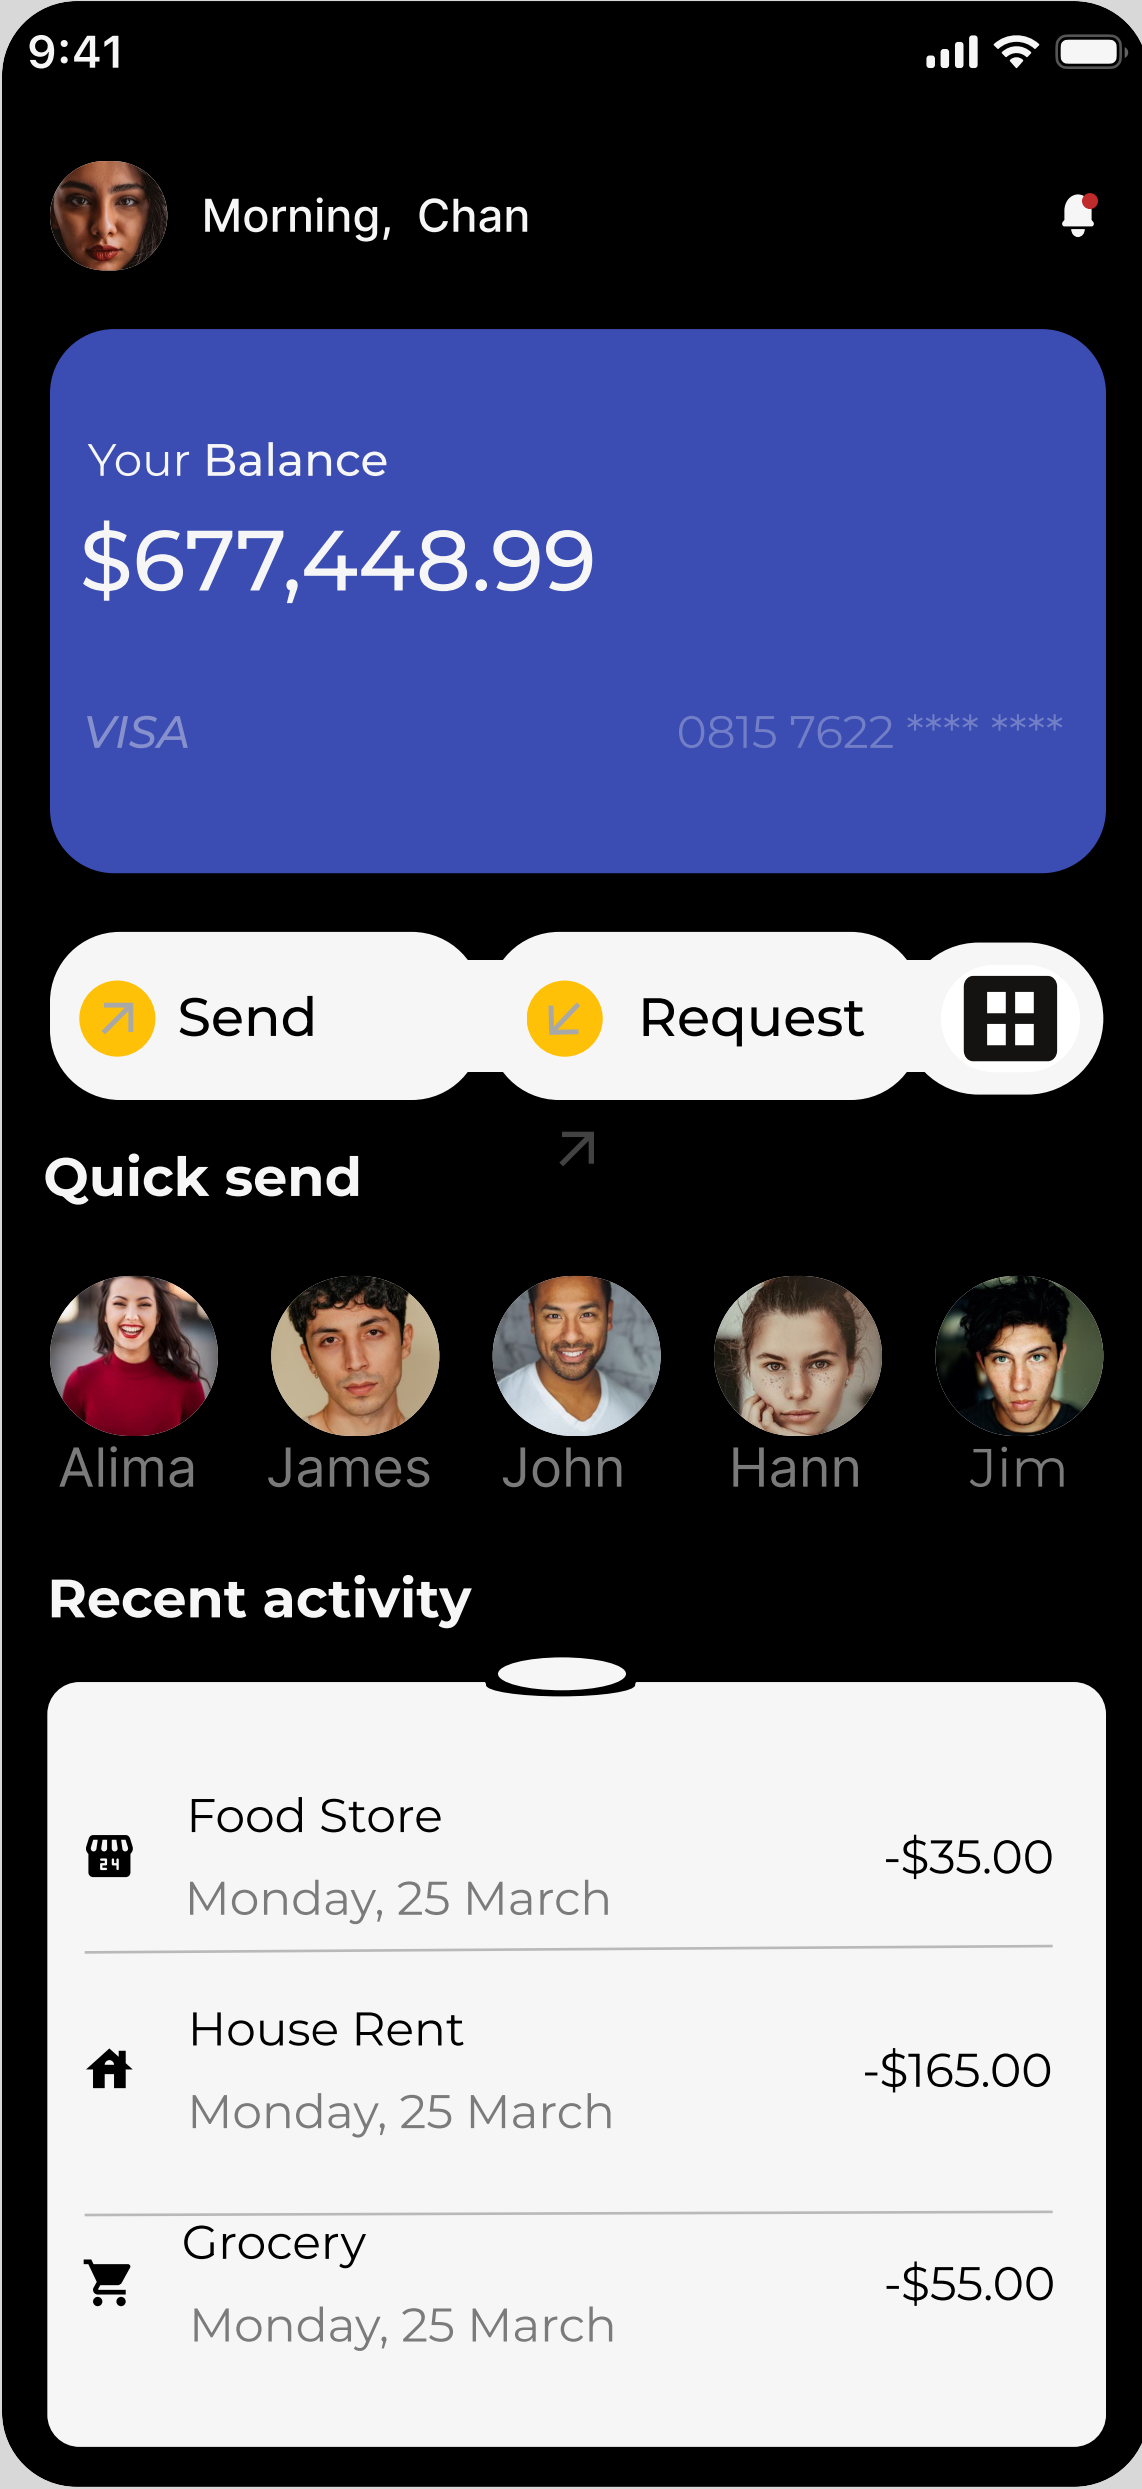 9:41
Morning, Chan
Your Balance
$677,448.99
VISA 0815 7622 **** ****
Send Request
Quick send
Alima James John Hann Jim
Recent activity
Food Store
24 -$35.00
Monday, 25 March
House Rent
-$165.00
Monday, 25 March
Grocery
-$55.00
Monday, 25 March